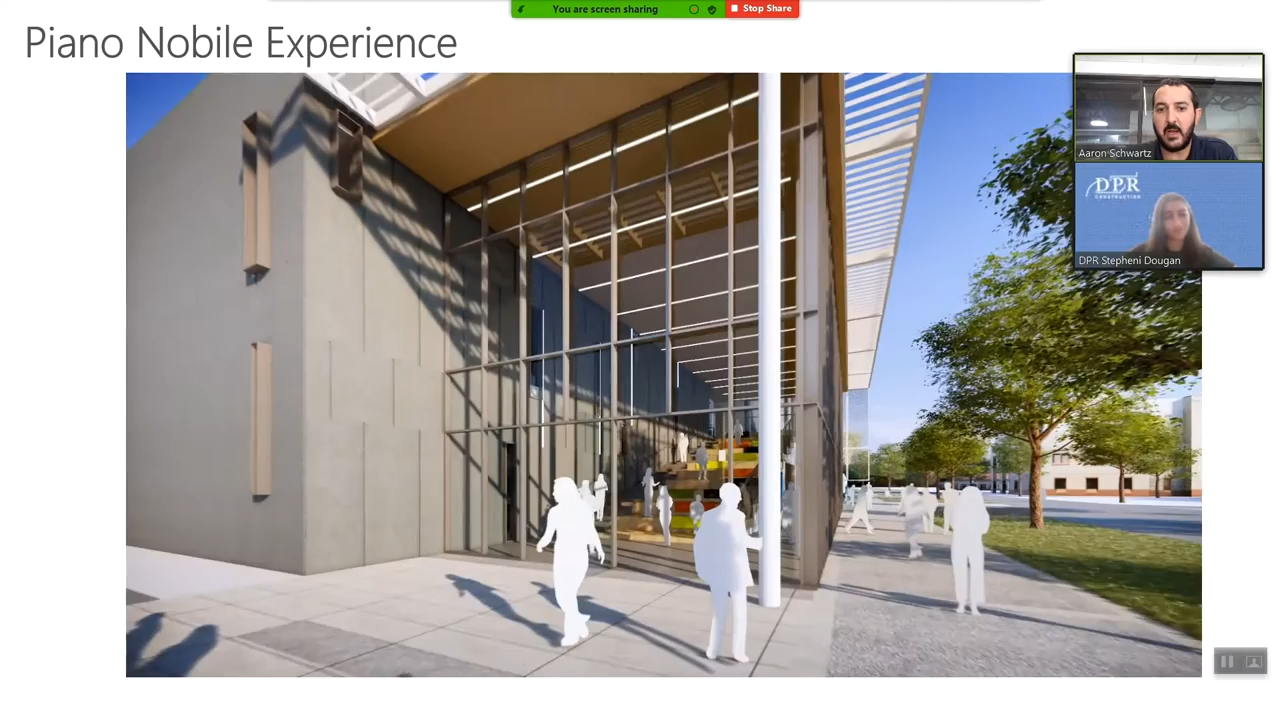 You are screen sharing
Stop Share
Piano Nobile Experience
Aaron Schwartz
DPR
CONSTRUCTION
DPR Stepheni Dougan